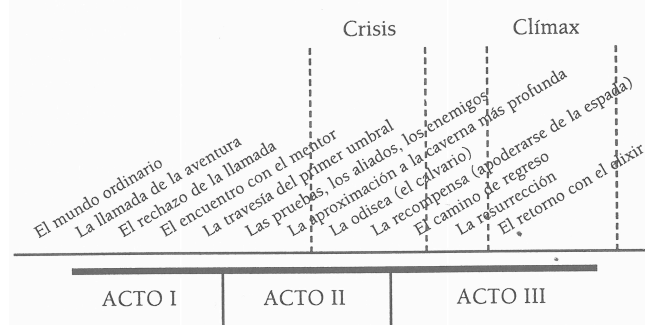 Crisis
Clímax
El mundo ordinario
La llamada de la aventura
El rechazo de la llamada
El encuentro con el mentor
La travesía del primer umbral
Las pruebas, los aliados, los enemigos
La aproximación a la caverna más profunda
La odisea (el calvario)
La recompensa (apoderarse de la espada)
El camino de regreso
La resurrección
El retorno con el elixir
ACTO I
ACTO II
ACTO III